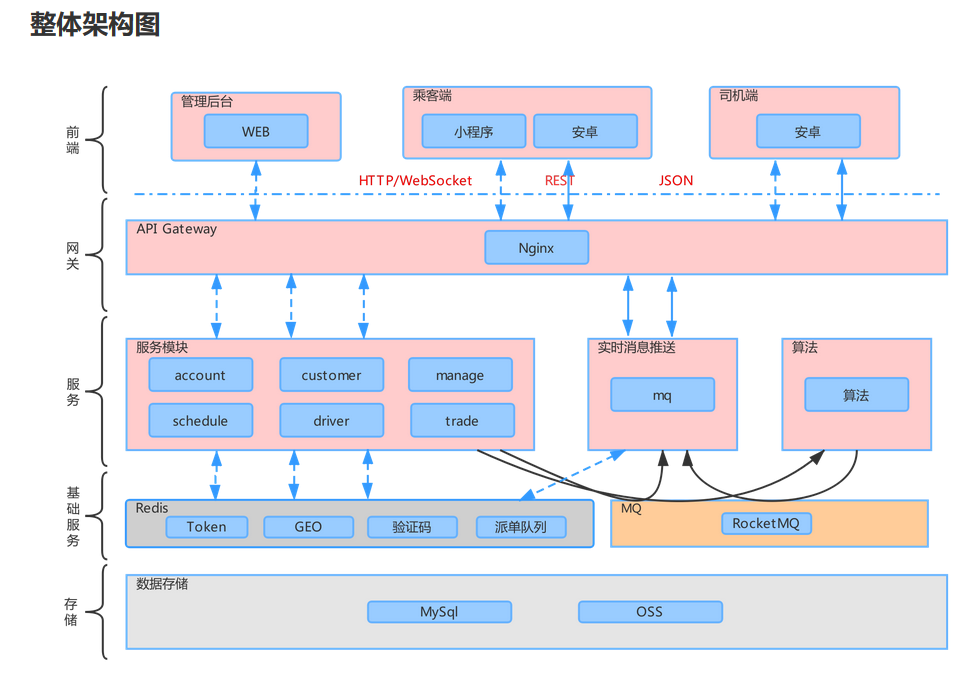 整体架构图
前端
管理后台
WEB
乘客端
小程序
安卓
司机端
安卓
HTTP/WebSocket
REST
JSON
网关
API Gateway
Nginx
服务
服务模块
account
customer
manage
schedule
driver
trade
实时消息推送
mq
算法
算法
基础服务
Redis
Token
GEO
验证码
派单队列
MQ
RocketMQ
存储
数据存储
MySql
OSS